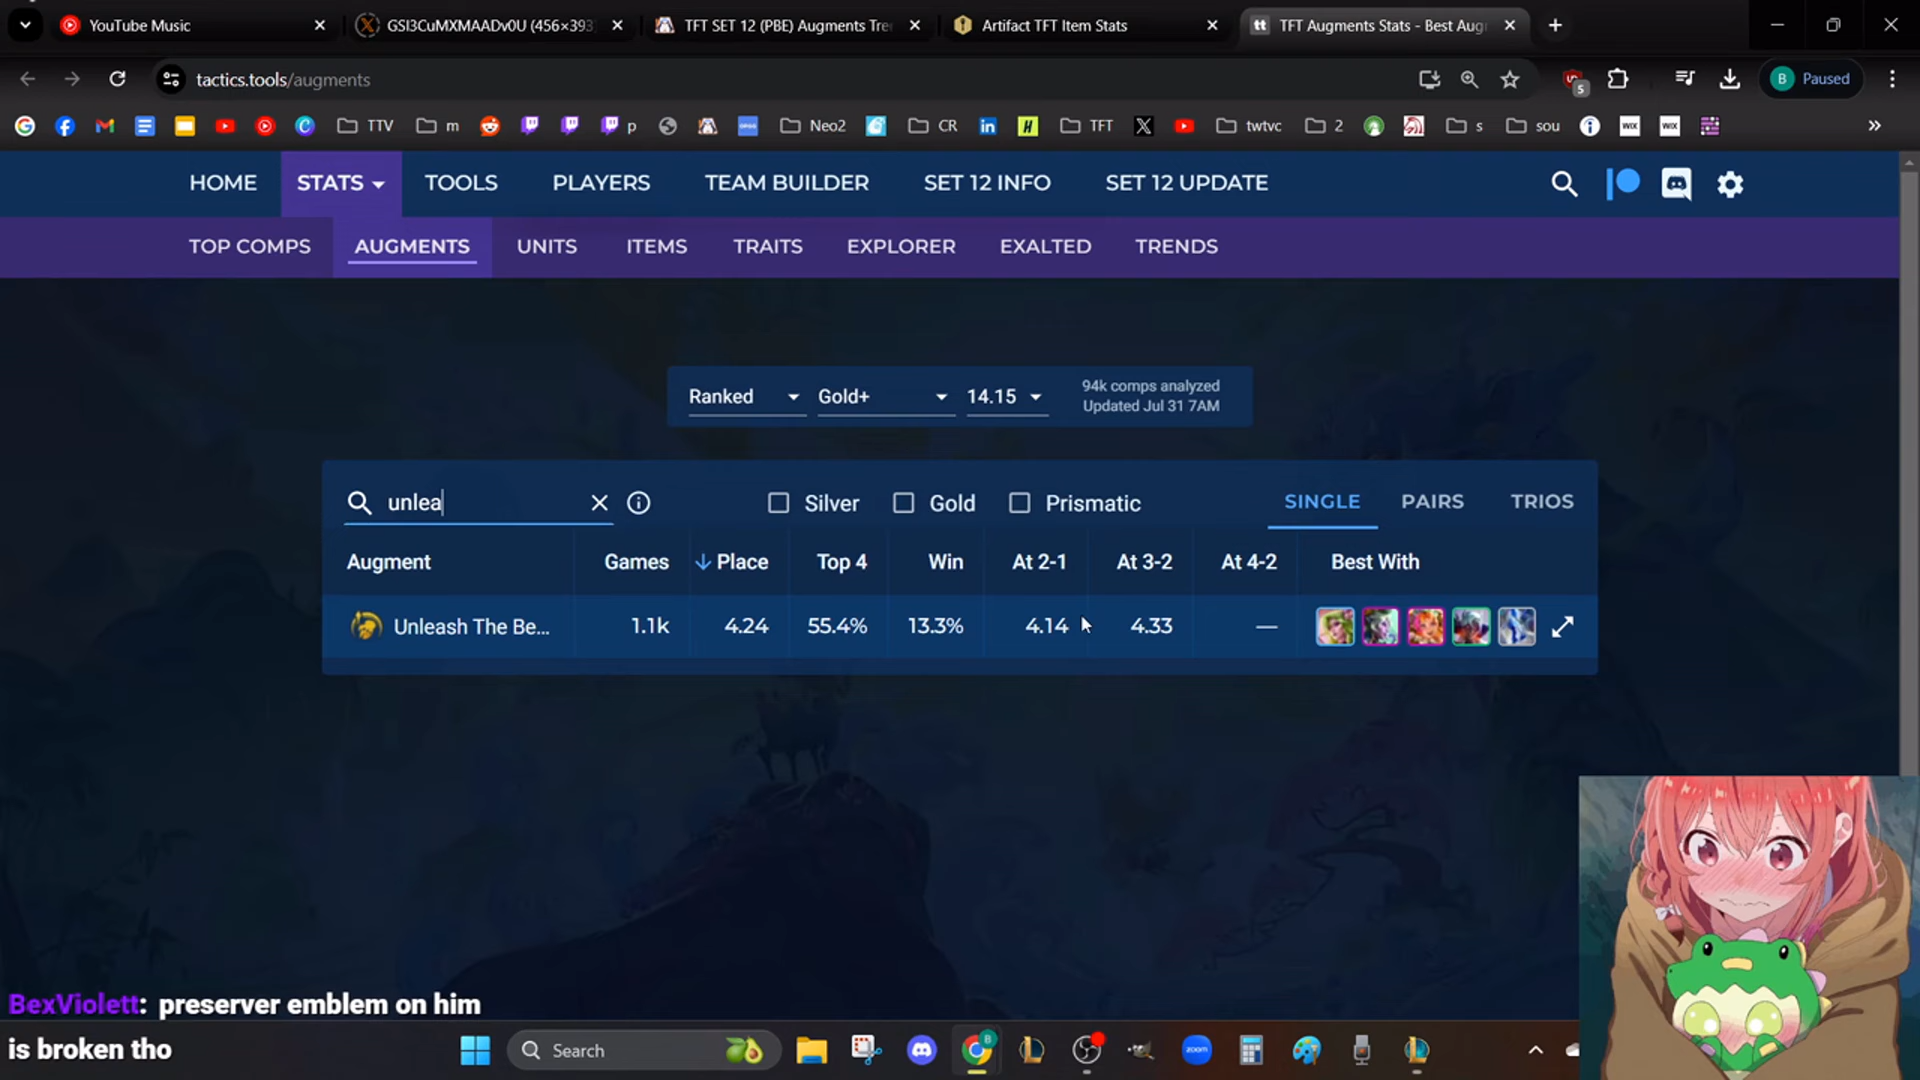 YouTube Music
GSI3CuMXMAADv0U (456×393
TFT SET 12 (PBE) Augments Tre
Artifact TFT Item Stats
tt TFT Augments Stats - Best Aug
tactics.tools/augments
5
B Paused
TTV m p Neo2 CR TFT twtvc 2 s sou WIX WIX
HOME STATS TOOLS PLAYERS TEAM BUILDER SET 12 INFO SET 12 UPDATE
TOP COMPS AUGMENTS UNITS ITEMS TRAITS EXPLORER EXALTED TRENDS
Ranked Gold+ 14.15
94k comps analyzed
Updated Jul 31 7AM
unlea Silver Gold Prismatic SINGLE PAIRS TRIOS
Augment Games Place Top 4 Win At 2-1 At 3-2 At 4-2 Best With
Unleash The Be... 1.1k 4.24 55.4% 13.3% 4.14 4.33 —
BexViolett: preserver emblem on him
is broken tho
Search zoom